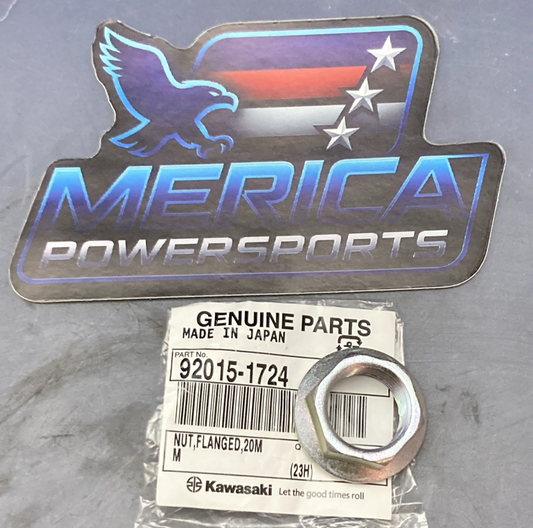 MERICA
POWERSPORTS
GENUINE PARTS
MADE IN JAPAN
PART No.
92015-1724
NUT,FLANGED,20M
M
(23H)
Kawasaki Let the good times roll